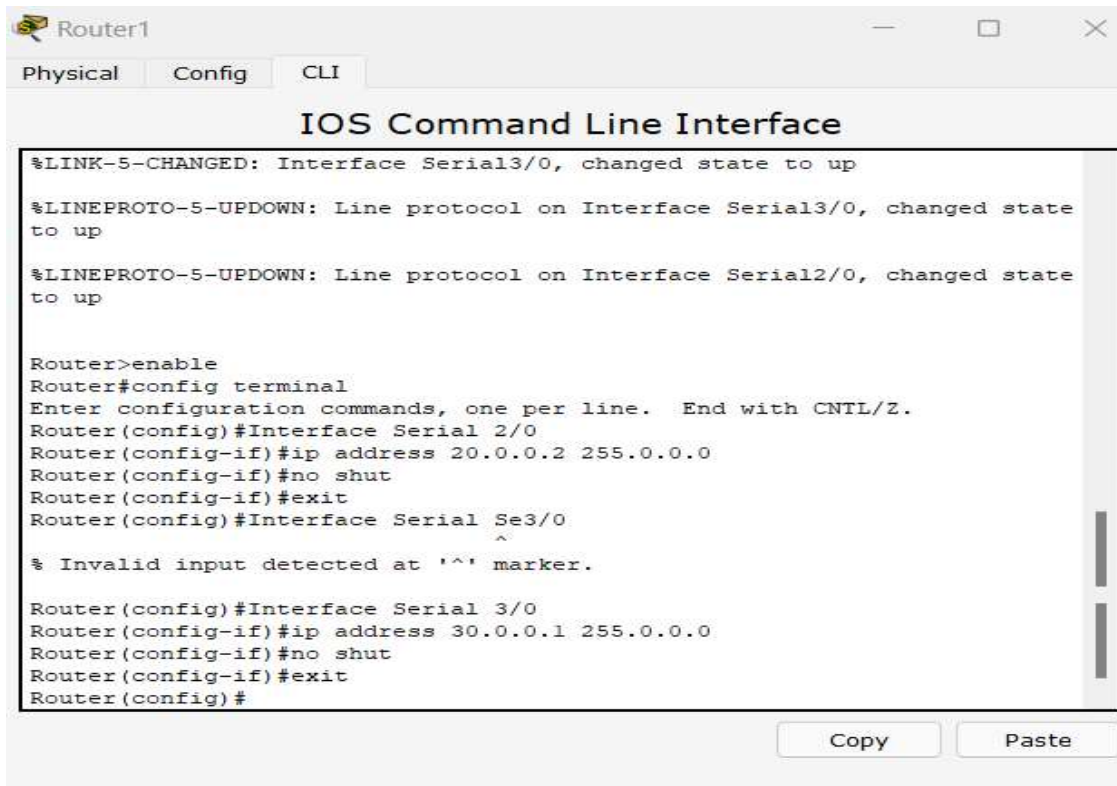 Router1
Physical Config CLI
IOS Command Line Interface
%LINK-5-CHANGED: Interface Serial3/0, changed state to up
%LINEPROTO-5-UPDOWN: Line protocol on Interface Serial3/0, changed state
to up
%LINEPROTO-5-UPDOWN: Line protocol on Interface Serial2/0, changed state
to up
Router>enable
Router#config terminal
Enter configuration commands, one per line.  End with CNTL/Z.
Router(config)#Interface Serial 2/0
Router(config-if)#ip address 20.0.0.2 255.0.0.0
Router(config-if)#no shut
Router(config-if)#exit
Router(config)#Interface Serial Se3/0
^
% Invalid input detected at '^' marker.
Router(config)#Interface Serial 3/0
Router(config-if)#ip address 30.0.0.1 255.0.0.0
Router(config-if)#no shut
Router(config-if)#exit
Router(config)#
Copy Paste